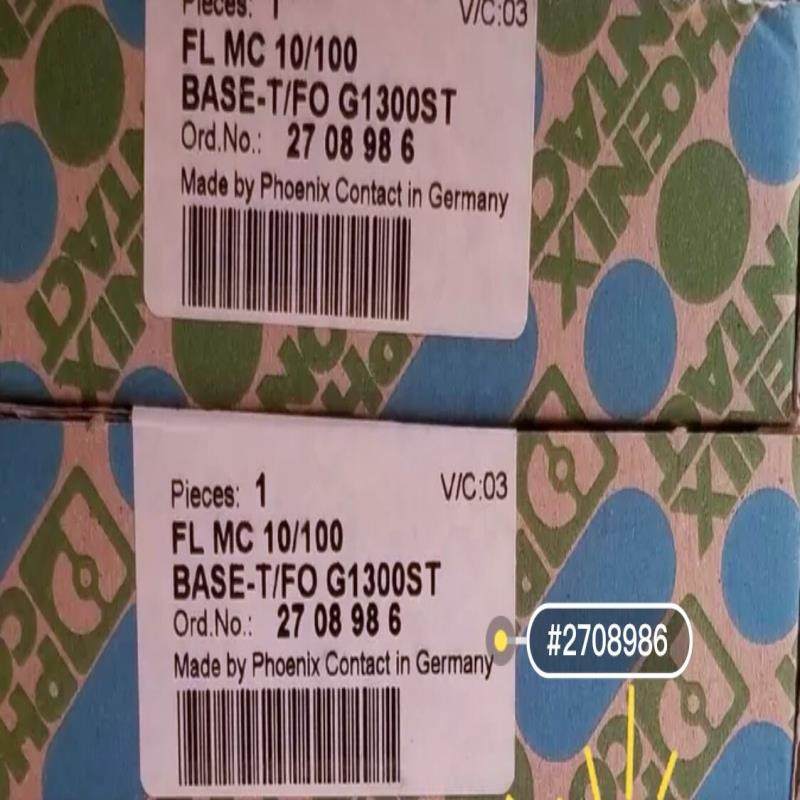 Pieces: 1
V/C:03
FL MC 10/100
BASE-T/FO G1300ST
Ord.No.: 27 08 98 6
Made by Phoenix Contact in Germany
PHOENIX
CONTACT
Pieces: 1
V/C:03
FL MC 10/100
BASE-T/FO G1300ST
Ord.No.: 27 08 98 6
Made by Phoenix Contact in Germany
#2708986